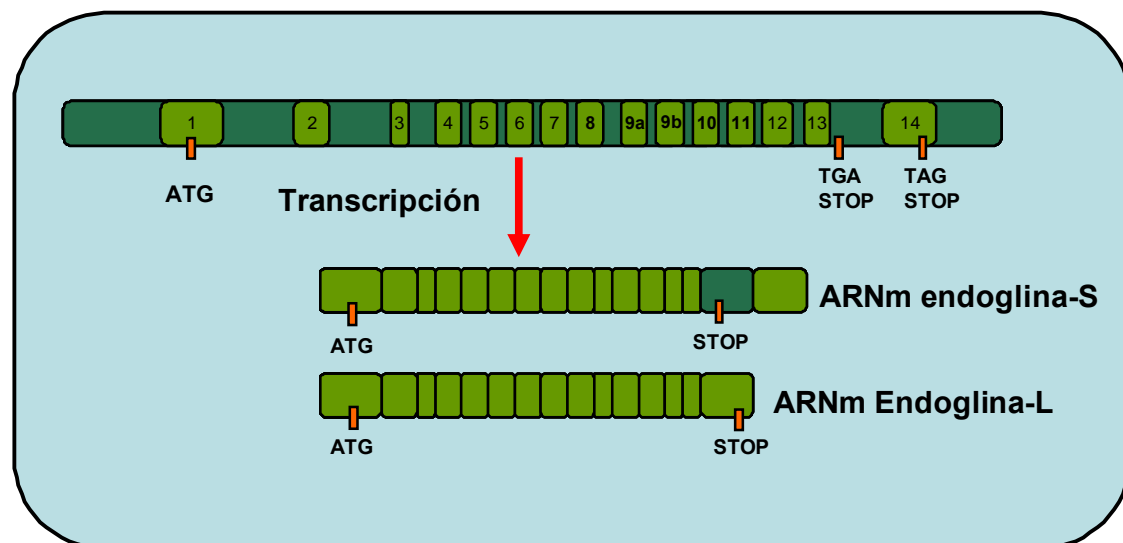 1 2 3 4 5 6 7 8 9a 9b 10 11 12 13 14
ATG
TGA
STOP
TAG
STOP
Transcripción
ARNm endoglina-S
ATG
STOP
ARNm Endoglina-L
ATG
STOP